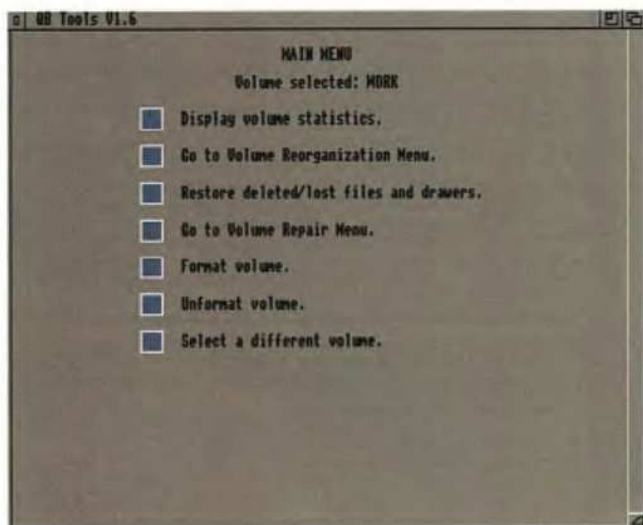 QB Tools V1.6
MAIN MENU
Volume selected: MORK
Display volume statistics.
Go to Volume Reorganization Menu.
Restore deleted/lost files and drawers.
Go to Volume Repair Menu.
Format volume.
Unformat volume.
Select a different volume.